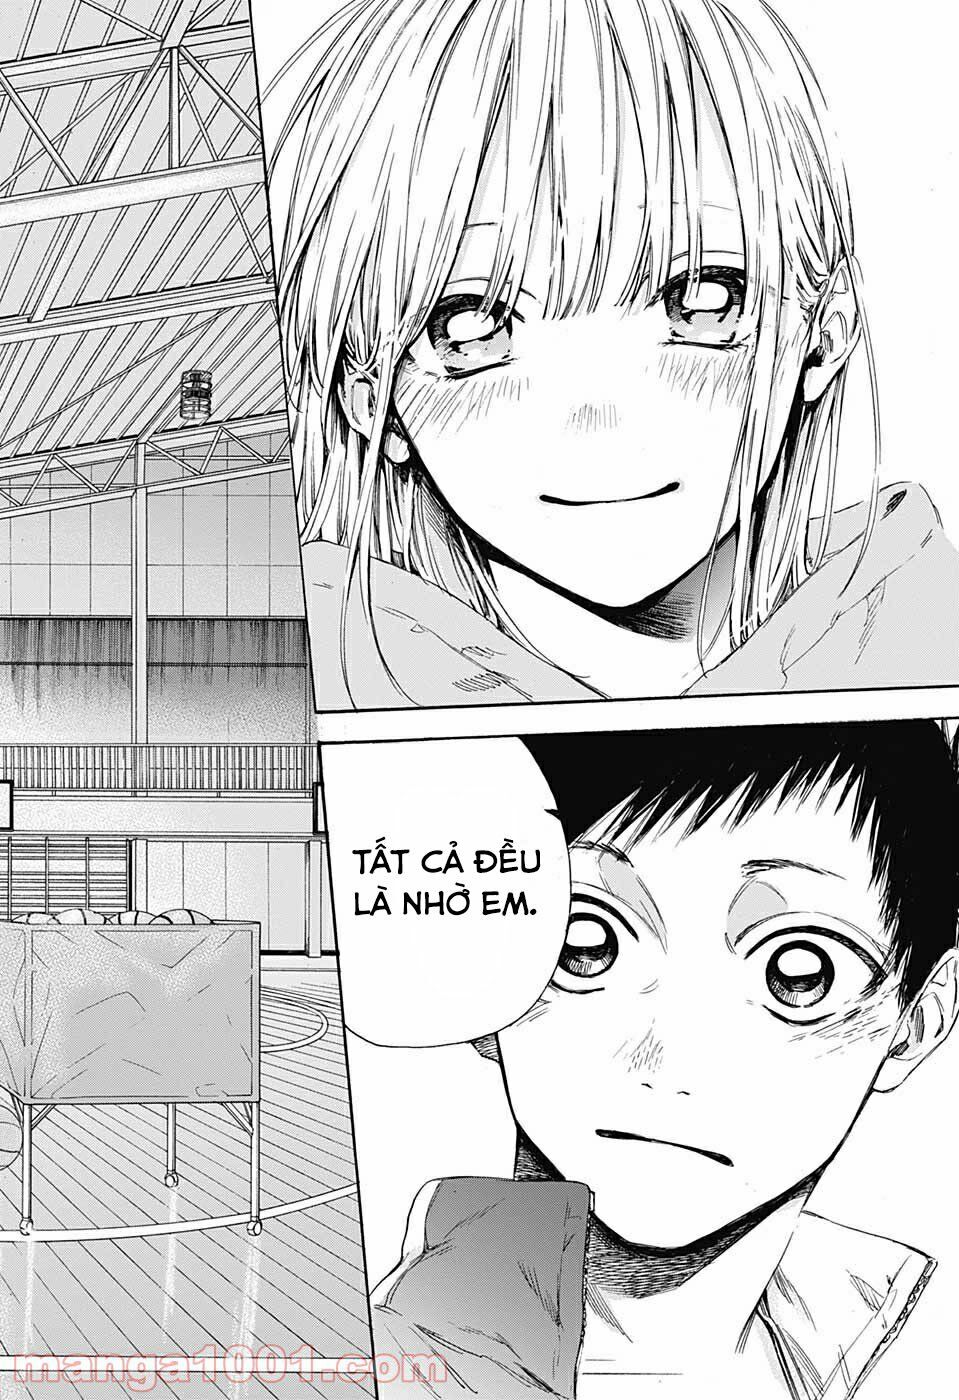 TẤT CẢ ĐỀU
LÀ NHỜ EM.
manga1001.com